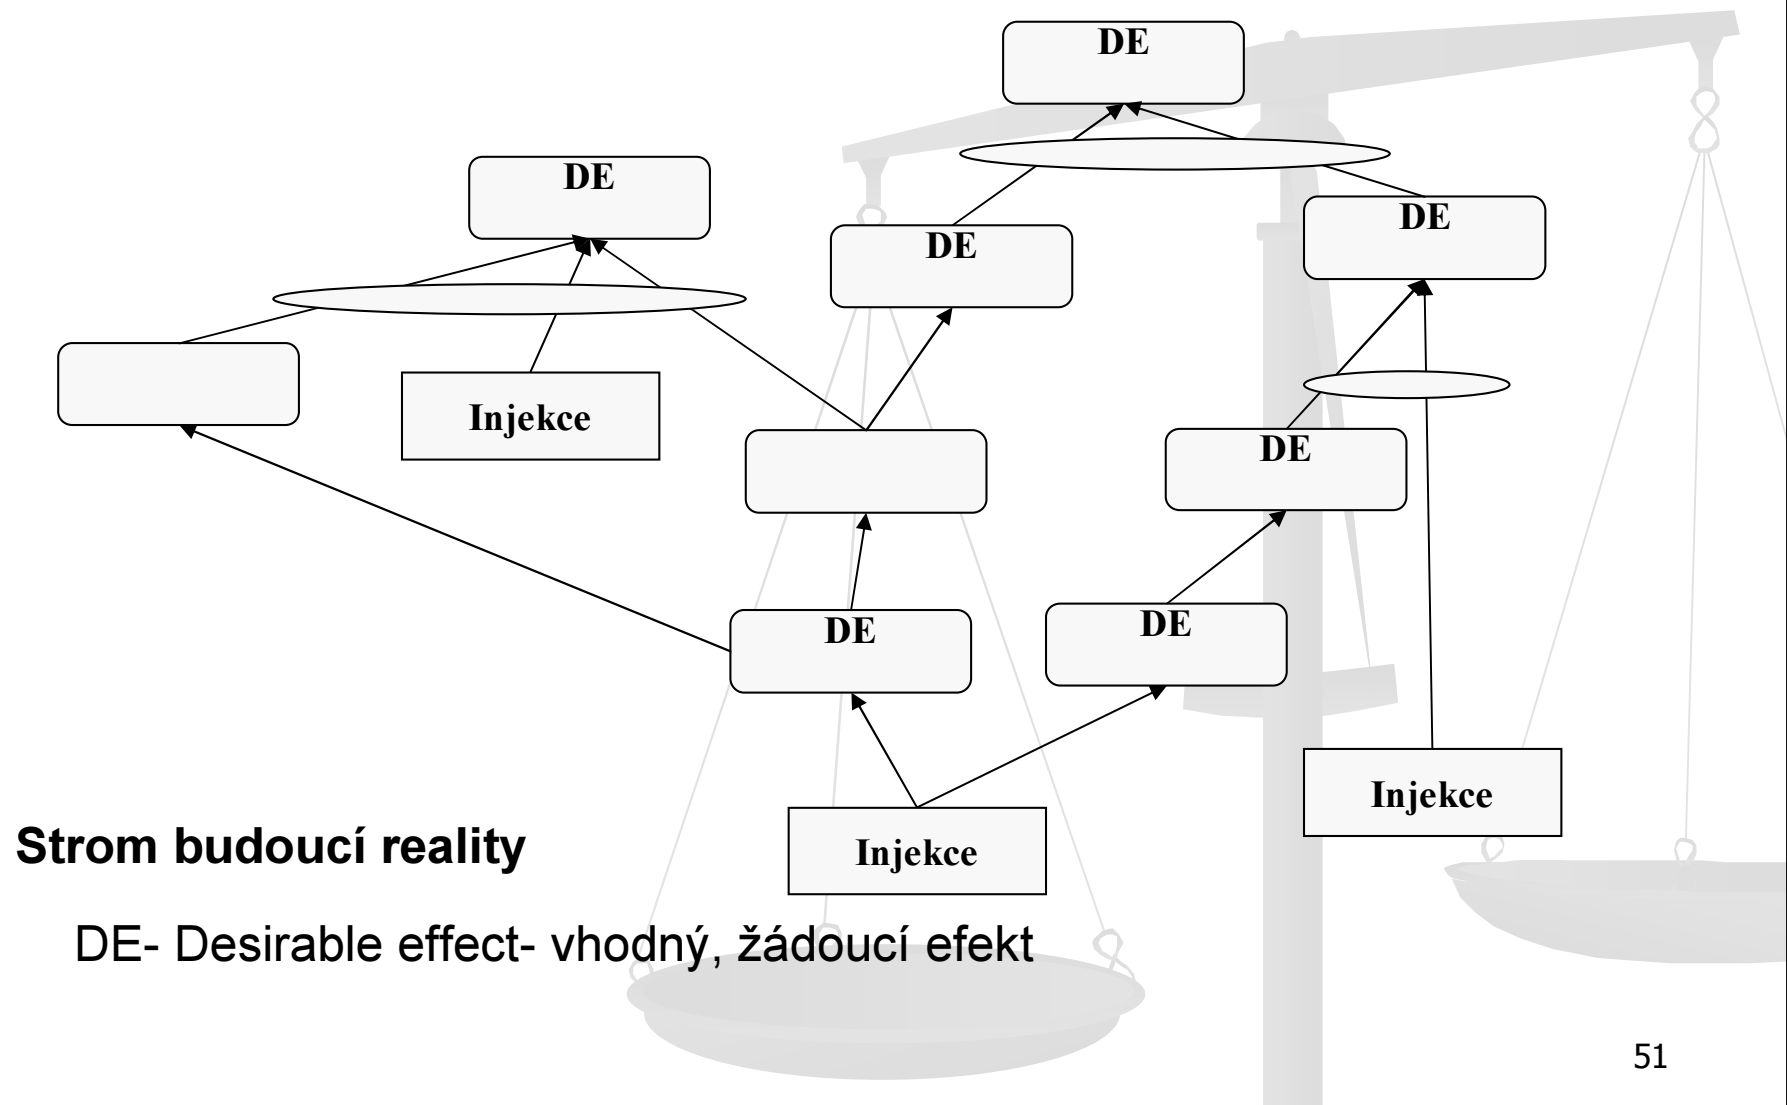 DE
DE
DE
DE
Injekce
DE
DE
DE
Injekce
Injekce
Strom budoucí reality
DE- Desirable effect- vhodný, žádoucí efekt
51